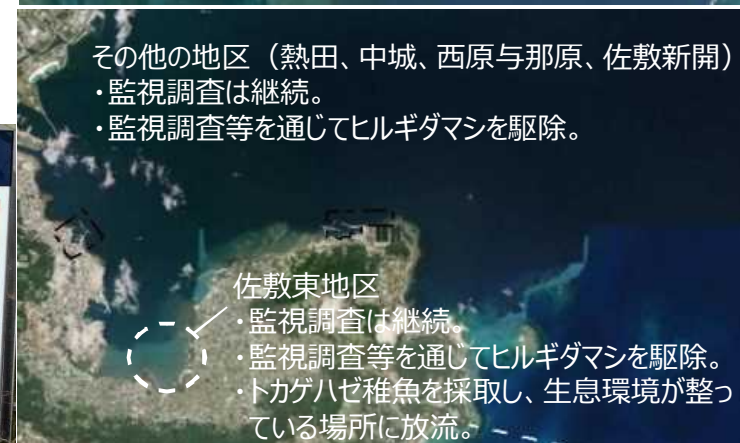 その他の地区（熱田、中城、西原与那原、佐敷新開）
・監視調査は継続。
・監視調査等を通じてヒルギダマシを駆除。
佐敷東地区
・監視調査は継続。
・監視調査等を通じてヒルギダマシを駆除。
・トカゲハゼ稚魚を採取し、生息環境が整っ
ている場所に放流。